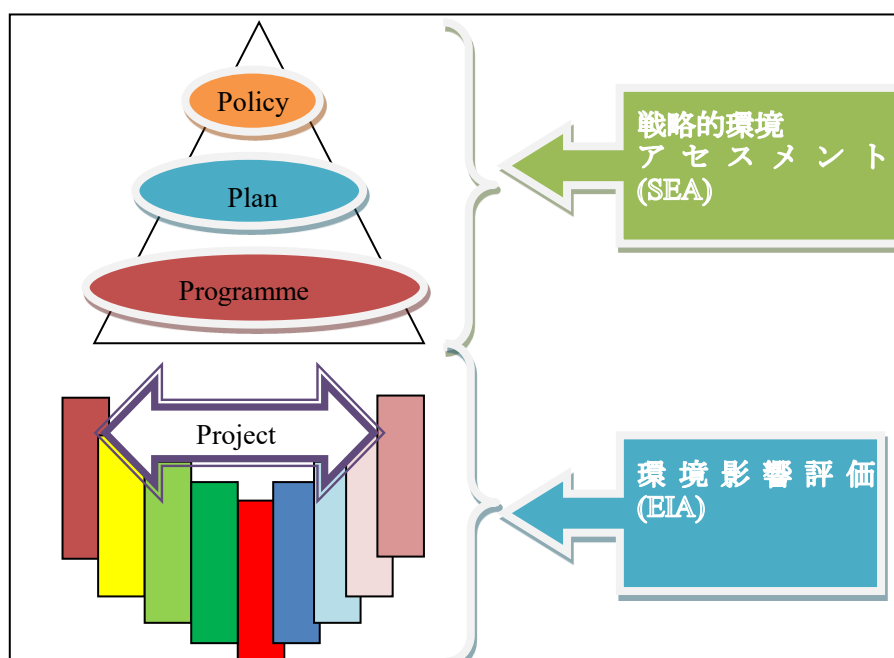 Policy
Plan
Programme
戦略的環境
アセスメント
(SEA)
Project
環境影響評価
(EIA)